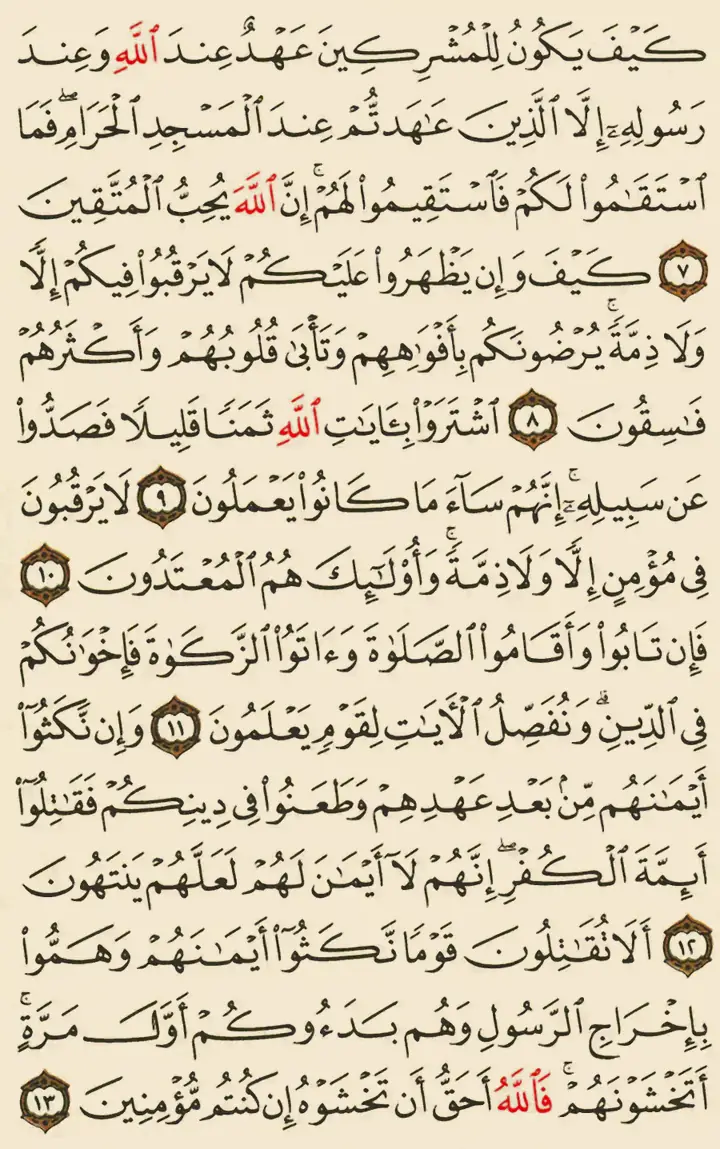 كَيْفَ يَكُونُ لِلْمُشْرِكِينَ عَهْدٌ عِندَ ٱللَّهِ وَعِندَ
رَسُولِهِۦٓ إِلَّا ٱلَّذِينَ عَٰهَدتُّمْ عِندَ ٱلْمَسْجِدِ ٱلْحَرَامِۖ فَمَا
ٱسْتَقَٰمُوا۟ لَكُمْ فَٱسْتَقِيمُوا۟ لَهُمْۚ إِنَّ ٱللَّهَ يُحِبُّ ٱلْمُتَّقِينَ
٧ كَيْفَ وَإِن يَظْهَرُوا۟ عَلَيْكُمْ لَا يَرْقُبُوا۟ فِيكُمْ إِلًّا
وَلَا ذِمَّةًۚ يُرْضُونَكُم بِأَفْوَٰهِهِمْ وَتَأْبَىٰ قُلُوبُهُمْ وَأَكْثَرُهُمْ
فَٰسِقُونَ ٨ ٱشْتَرَوْا۟ بِـَٔايَٰتِ ٱللَّهِ ثَمَنًا قَلِيلًا فَصَدُّوا۟
عَن سَبِيلِهِۦٓۚ إِنَّهُمْ سَآءَ مَا كَانُوا۟ يَعْمَلُونَ ٩ لَا يَرْقُبُونَ
فِى مُؤْمِنٍ إِلًّا وَلَا ذِمَّةًۚ وَأُو۟لَٰٓئِكَ هُمُ ٱلْمُعْتَدُونَ ١٠
فَإِن تَابُوا۟ وَأَقَامُوا۟ ٱلصَّلَوٰةَ وَءَاتَوُا۟ ٱلزَّكَوٰةَ فَإِخْوَٰنُكُمْ
فِى ٱلدِّينِۗ وَنُفَصِّلُ ٱلْـَٔايَٰتِ لِقَوْمٍ يَعْلَمُونَ ١١ وَإِن نَّكَثُوٓا۟
أَيْمَٰنَهُم مِّنۢ بَعْدِ عَهْدِهِمْ وَطَعَنُوا۟ فِى دِينِكُمْ فَقَٰتِلُوٓا۟
أَئِمَّةَ ٱلْكُفْرِۖ إِنَّهُمْ لَآ أَيْمَٰنَ لَهُمْ لَعَلَّهُمْ يَنتَهُونَ
١٢ أَلَا تُقَٰتِلُونَ قَوْمًا نَّكَثُوٓا۟ أَيْمَٰنَهُمْ وَهَمُّوا۟
بِإِخْرَاجِ ٱلرَّسُولِ وَهُم بَدَءُوكُمْ أَوَّلَ مَرَّةٍۚ
أَتَخْشَوْنَهُمْۚ فَٱللَّهُ أَحَقُّ أَن تَخْشَوْهُ إِن كُنتُم مُّؤْمِنِينَ ١٣